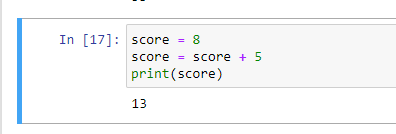 In [17]: score = 8
score = score + 5
print(score)
13